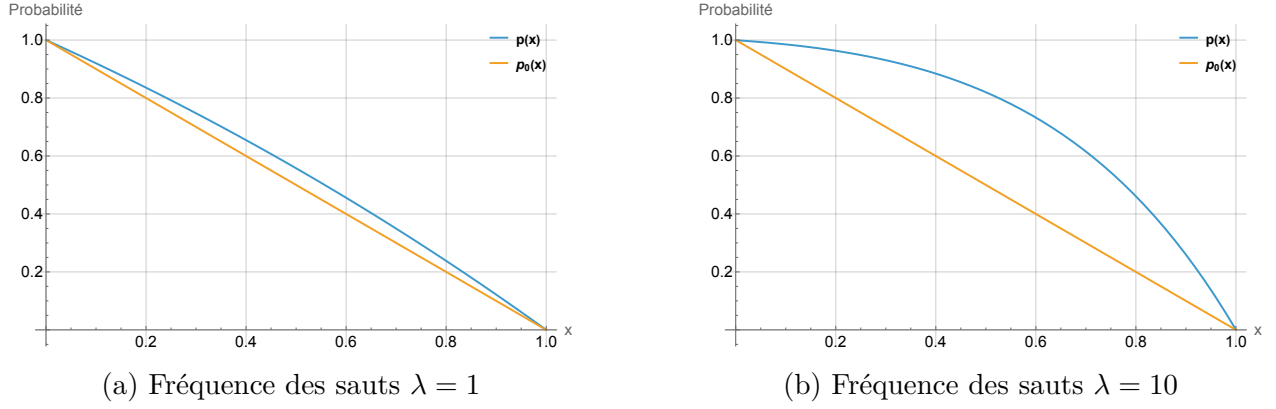 Probabilité
1.0
0.8
0.6
0.4
0.2
0.2 0.4 0.6 0.8 1.0
x
p(x)
p₀(x)
(a) Fréquence des sauts λ = 1
Probabilité
1.0
0.8
0.6
0.4
0.2
0.2 0.4 0.6 0.8 1.0
x
p(x)
p₀(x)
(b) Fréquence des sauts λ = 10